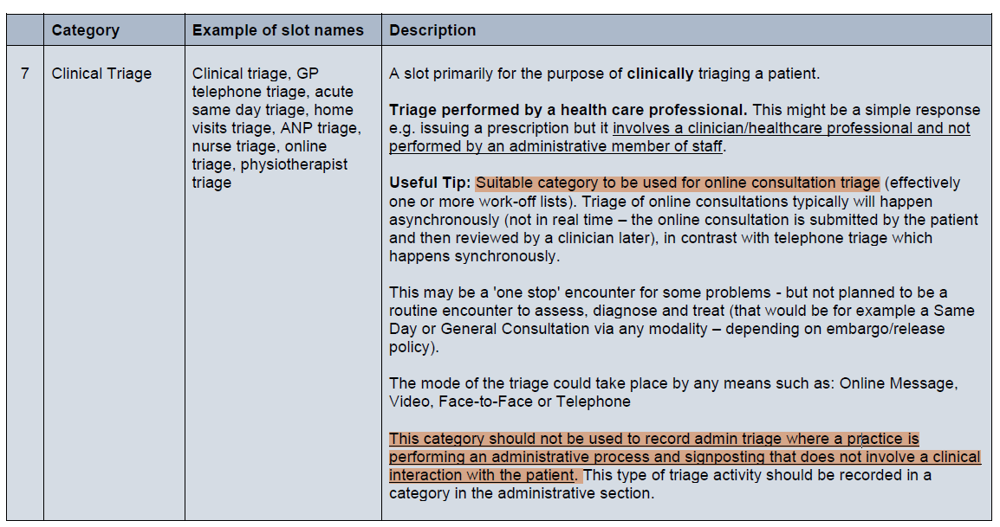 Category
Example of slot names
Description
7
Clinical Triage
Clinical triage, GP
telephone triage, acute
same day triage, home
visits triage, ANP triage,
nurse triage, online
triage, physiotherapist
triage
A slot primarily for the purpose of clinically triaging a patient.
Triage performed by a health care professional. This might be a simple response
e.g. issuing a prescription but it involves a clinician/healthcare professional and not
performed by an administrative member of staff.
Useful Tip: Suitable category to be used for online consultation triage (effectively
one or more work-off lists). Triage of online consultations typically will happen
asynchronously (not in real time – the online consultation is submitted by the patient
and then reviewed by a clinician later), in contrast with telephone triage which
happens synchronously.
This may be a 'one stop' encounter for some problems - but not planned to be a
routine encounter to assess, diagnose and treat (that would be for example a Same
Day or General Consultation via any modality – depending on embargo/release
policy).
The mode of the triage could take place by any means such as: Online Message,
Video, Face-to-Face or Telephone
This category should not be used to record admin triage where a practice is
performing an administrative process and signposting that does not involve a clinical
interaction with the patient. This type of triage activity should be recorded in a
category in the administrative section.